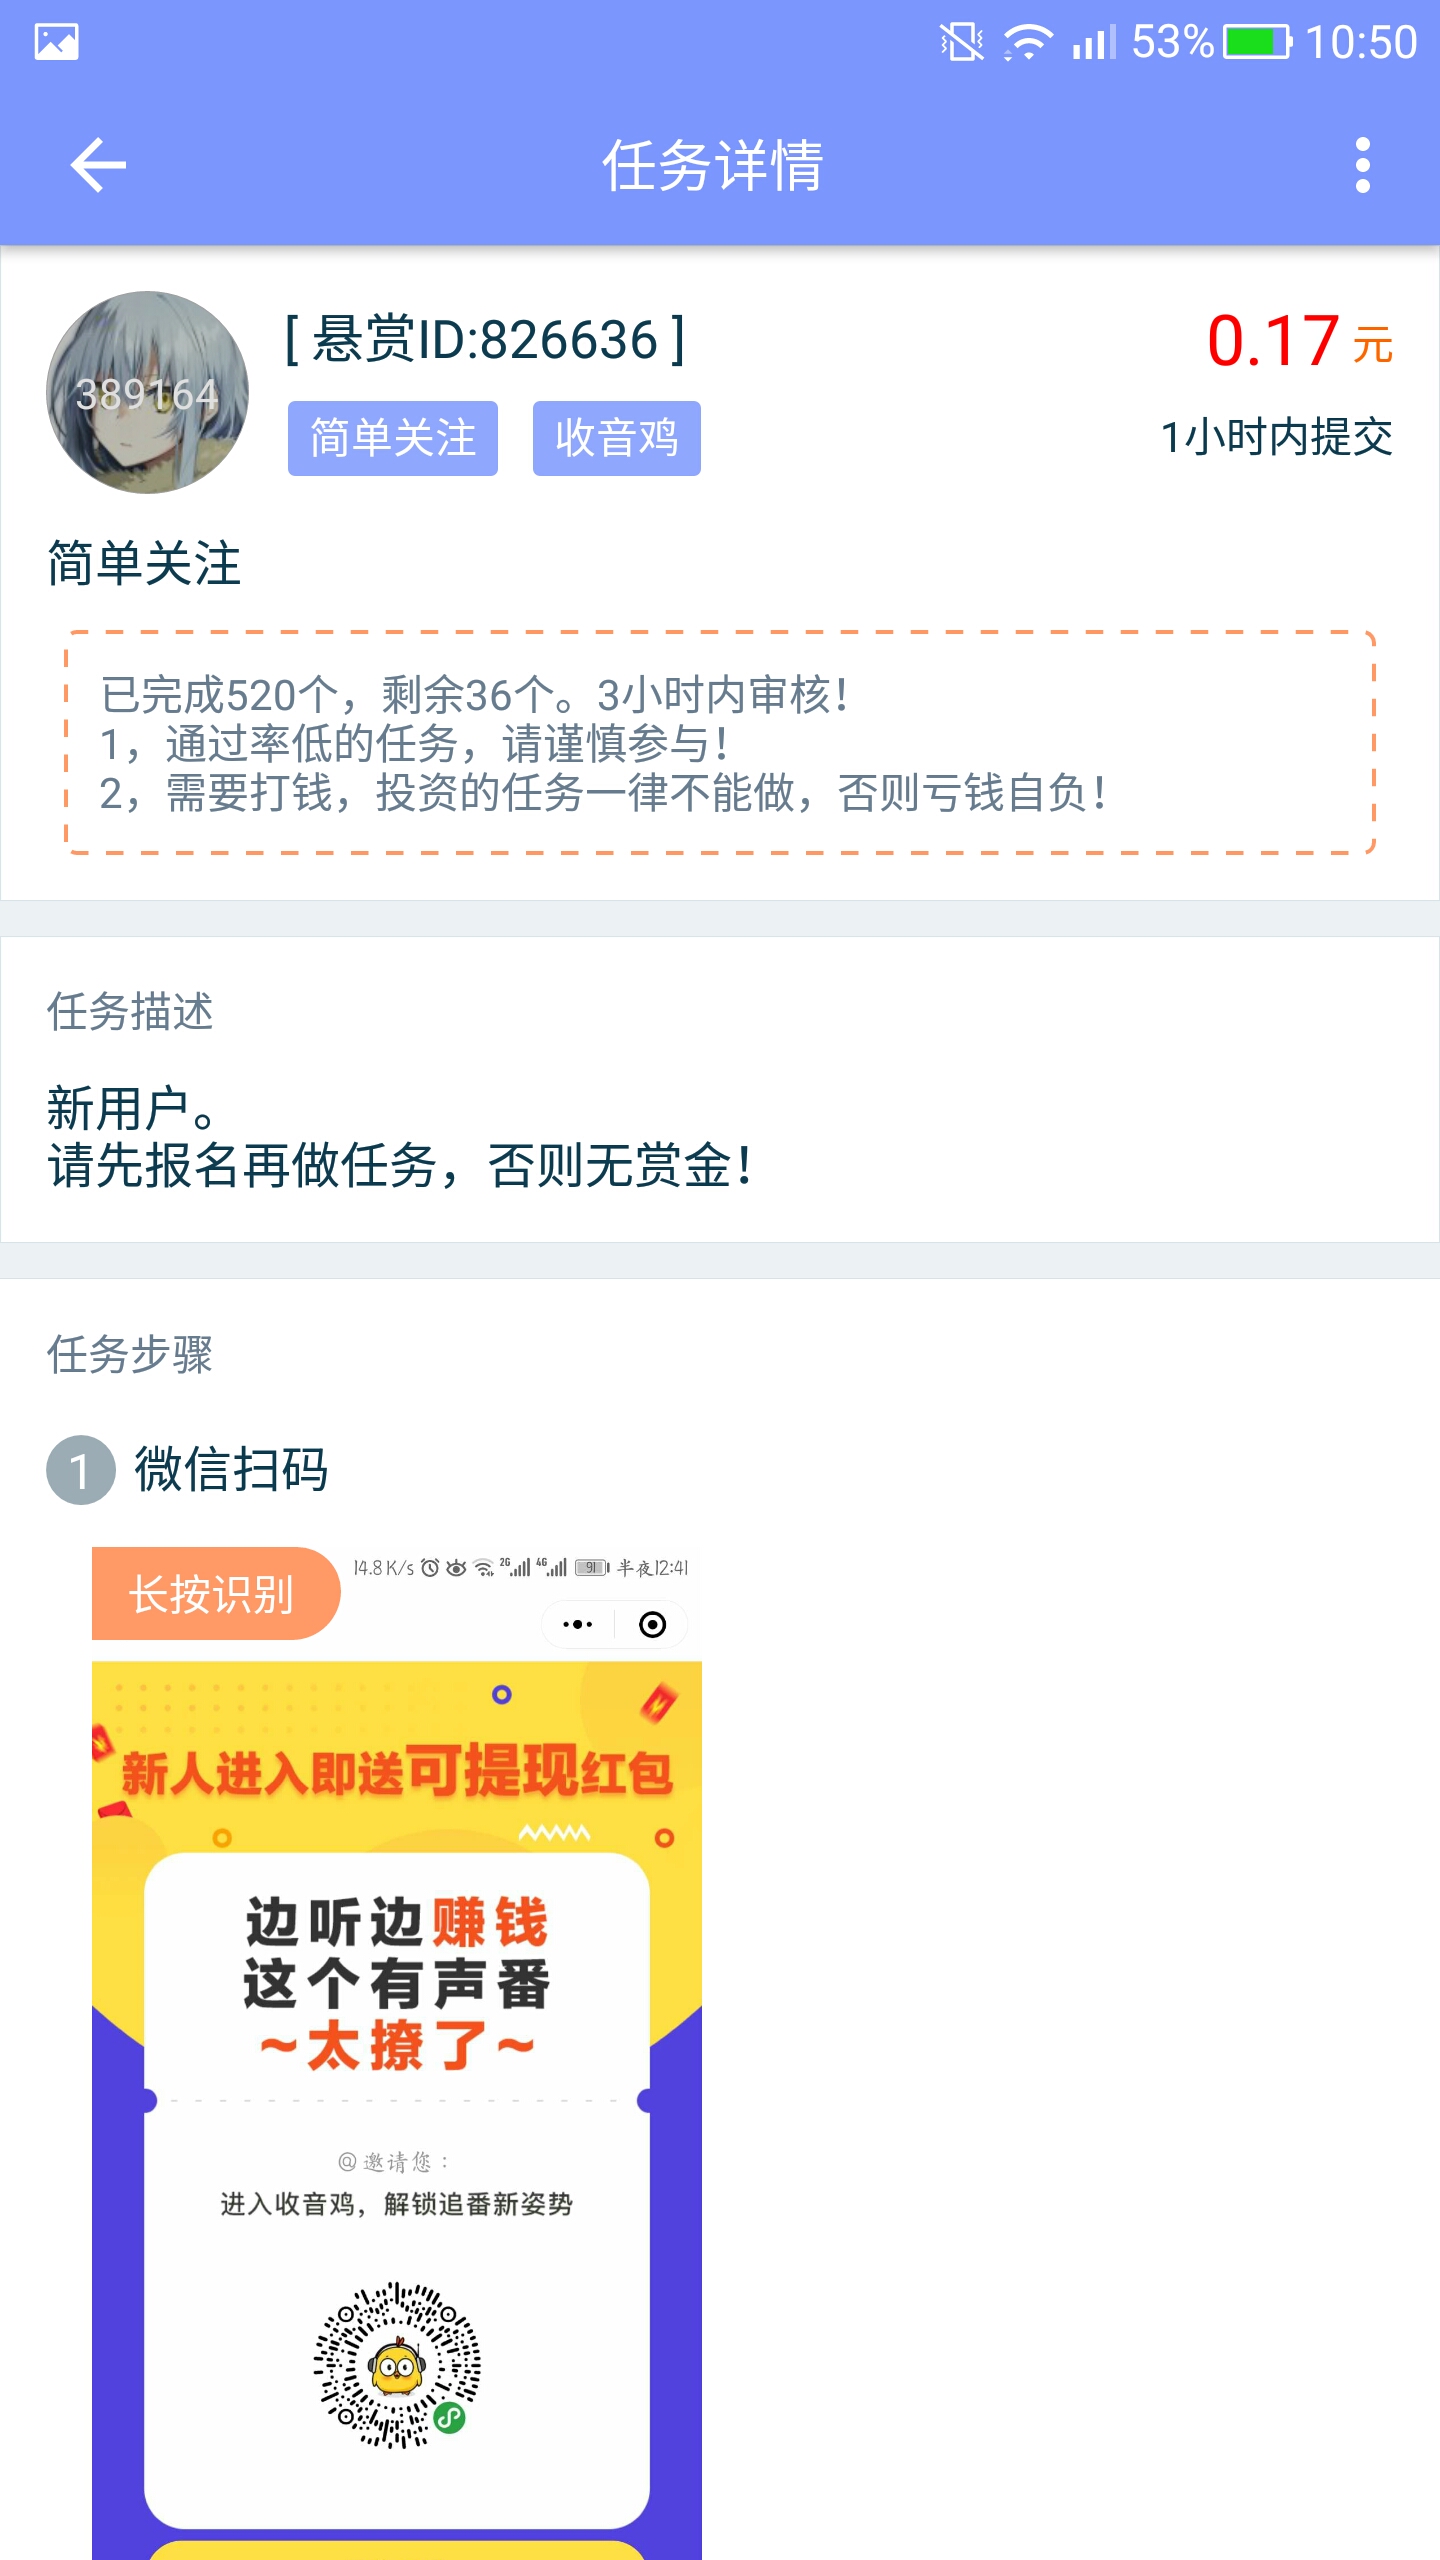 53% 10:50
任务详情
[ 悬赏ID:826636 ]
0.17 元
389164
简单关注 收音鸡
1小时内提交
简单关注
已完成520个，剩余36个。3小时内审核！
1，通过率低的任务，请谨慎参与！
2，需要打钱，投资的任务一律不能做，否则亏钱自负！
任务描述
新用户。
请先报名再做任务，否则无赏金！
任务步骤
1 微信扫码
长按识别
14.8 K/s 2G 4G 91 半夜12:41
新人进入即送可提现红包
边听边赚钱
这个有声番
~太撩了~
@邀请您：
进入收音鸡，解锁追番新姿势